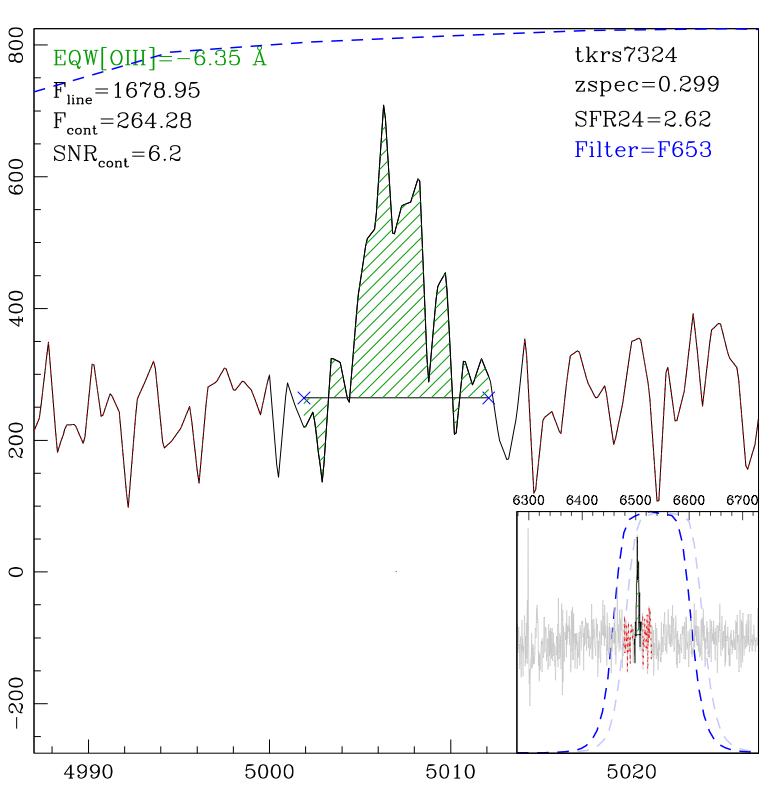 EQW[OIII]=−6.35 Å
F_line=1678.95
F_cont=264.28
SNR_cont=6.2
tkrs7324
zspec=0.299
SFR24=2.62
Filter=F653
800
600
400
200
0
−200
6300 6400 6500 6600 6700
4990 5000 5010 5020